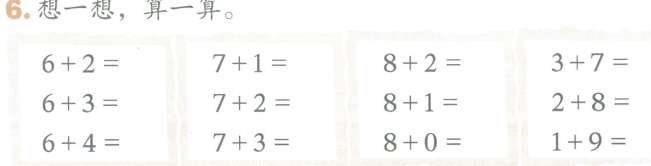 6. 想一想，算一算。
6+2= 7+1= 8+2= 3+7=
6+3= 7+2= 8+1= 2+8=
6+4= 7+3= 8+0= 1+9=